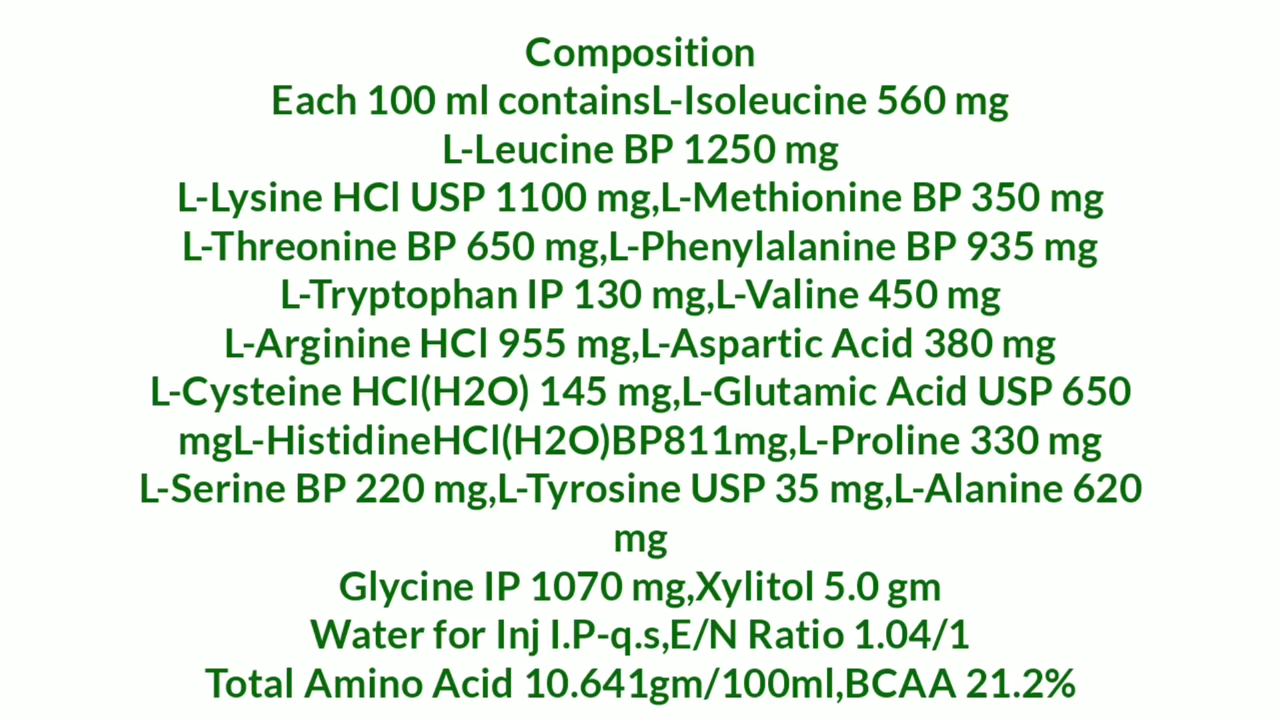 Composition
Each 100 ml containsL-Isoleucine 560 mg
L-Leucine BP 1250 mg
L-Lysine HCl USP 1100 mg,L-Methionine BP 350 mg
L-Threonine BP 650 mg,L-Phenylalanine BP 935 mg
L-Tryptophan IP 130 mg,L-Valine 450 mg
L-Arginine HCl 955 mg,L-Aspartic Acid 380 mg
L-Cysteine HCl(H2O) 145 mg,L-Glutamic Acid USP 650
mgL-HistidineHCl(H2O)BP811mg,L-Proline 330 mg
L-Serine BP 220 mg,L-Tyrosine USP 35 mg,L-Alanine 620
mg
Glycine IP 1070 mg,Xylitol 5.0 gm
Water for Inj I.P-q.s,E/N Ratio 1.04/1
Total Amino Acid 10.641gm/100ml,BCAA 21.2%